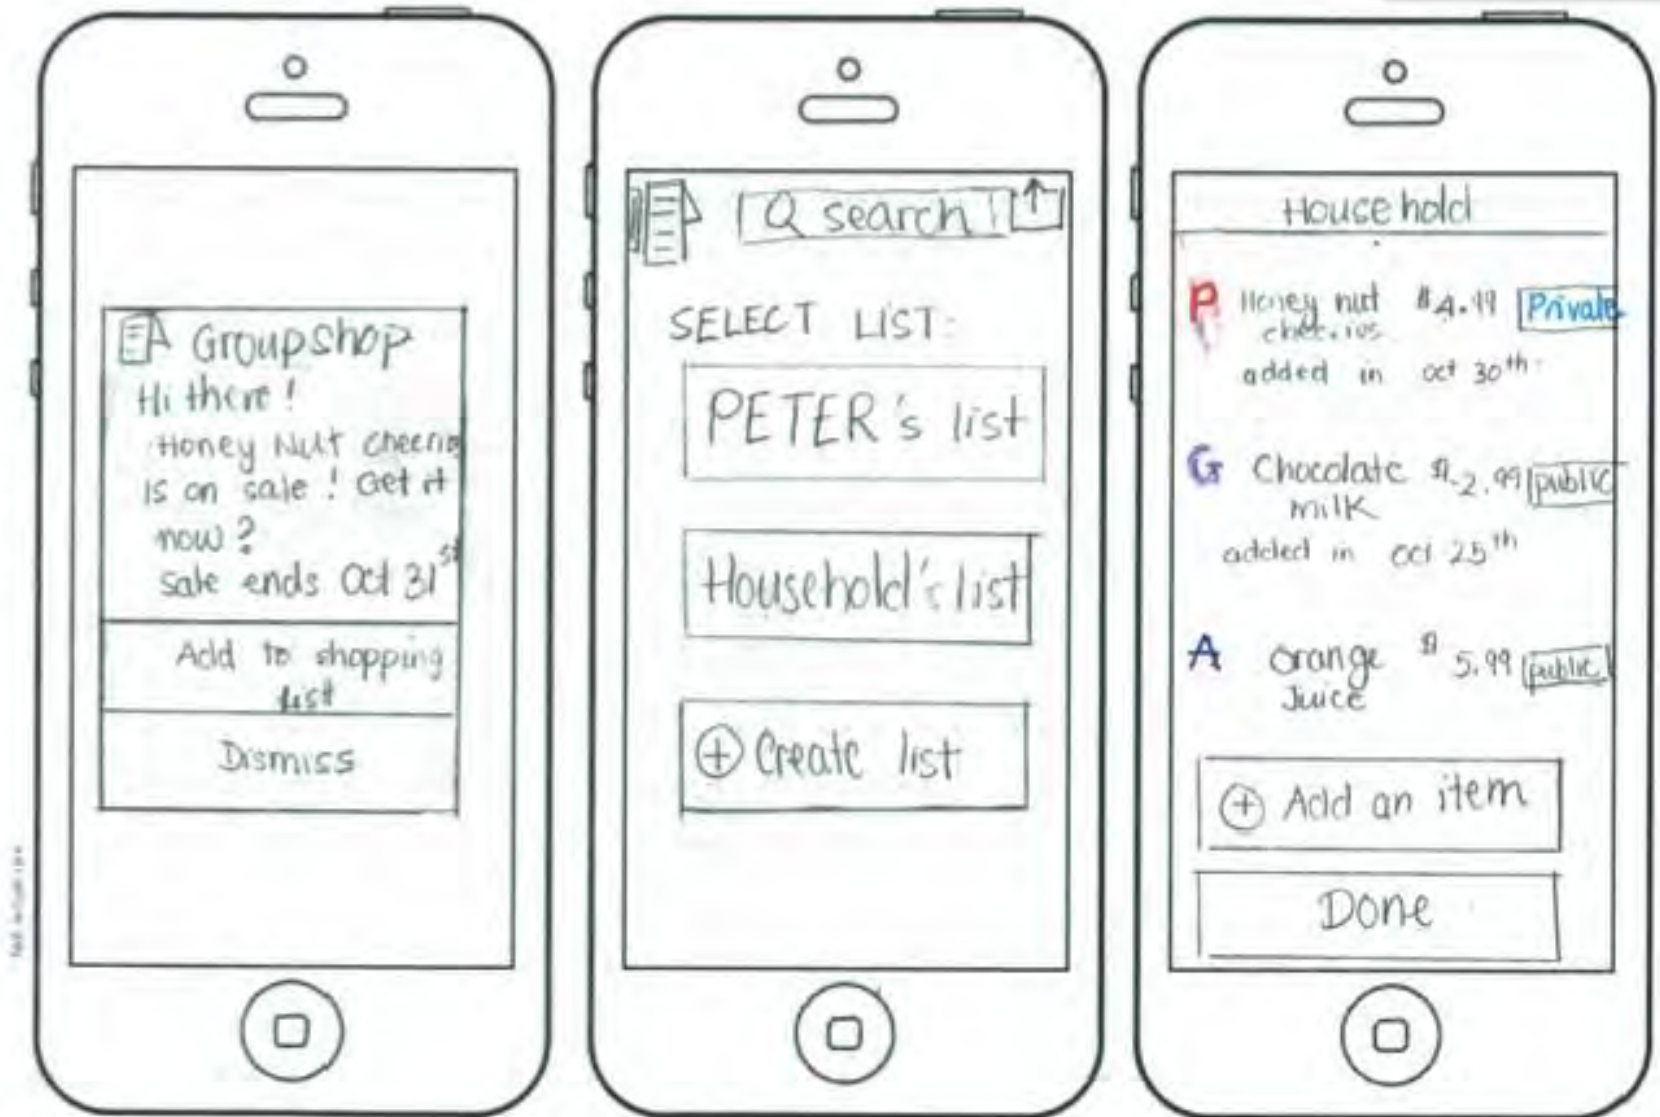 Groupshop
Hi there!
Honey Nut cheerio
is on sale! Get it
now?
sale ends Oct 31st
Add to shopping
list
Dismiss
search
SELECT LIST:
PETER's list
Household's list
+ Create list
Household
P Honey nut $4.99 Private
cheerios
added in oct 30th
G Chocolate $2.99 public
milk
added in oct 25th
A orange $5.99 public
Juice
+ Add an item
Done